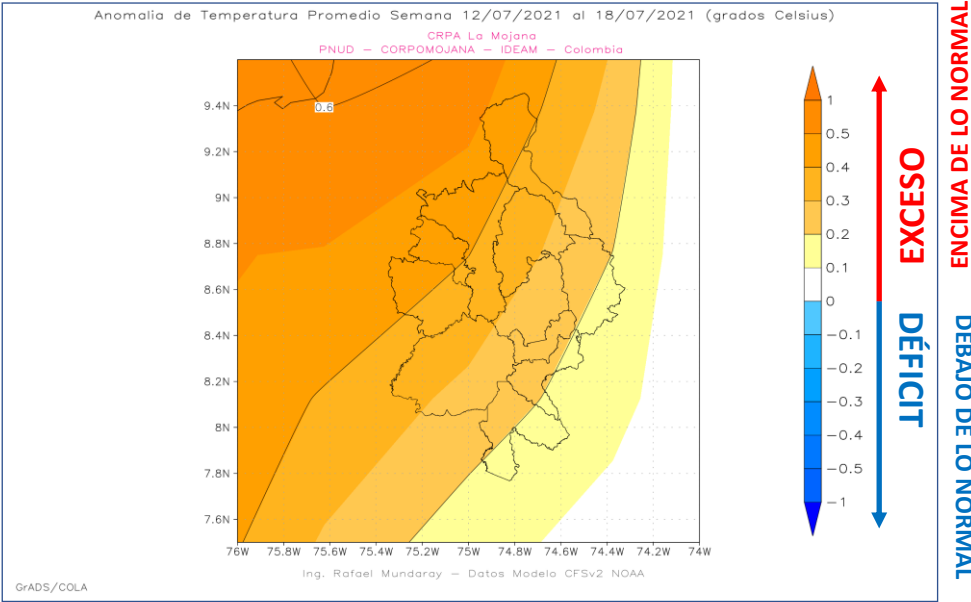 Anomalia de Temperatura Promedio Semana 12/07/2021 al 18/07/2021 (grados Celsius)
CRPA La Mojana
PNUD – CORPOMOJANA – IDEAM – Colombia
0.6
9.4N
9.2N
9N
8.8N
8.6N
8.4N
8.2N
8N
7.8N
7.6N
76W 75.8W 75.6W 75.4W 75.2W 75W 74.8W 74.6W 74.4W 74.2W 74W
1
0.5
0.4
0.3
0.2
0.1
0
−0.1
−0.2
−0.3
−0.4
−0.5
−1
EXCESO
DÉFICIT
ENCIMA DE LO NORMAL
DEBAJO DE LO NORMAL
Ing. Rafael Mundaray – Datos Modelo CFSv2 NOAA
GrADS/COLA